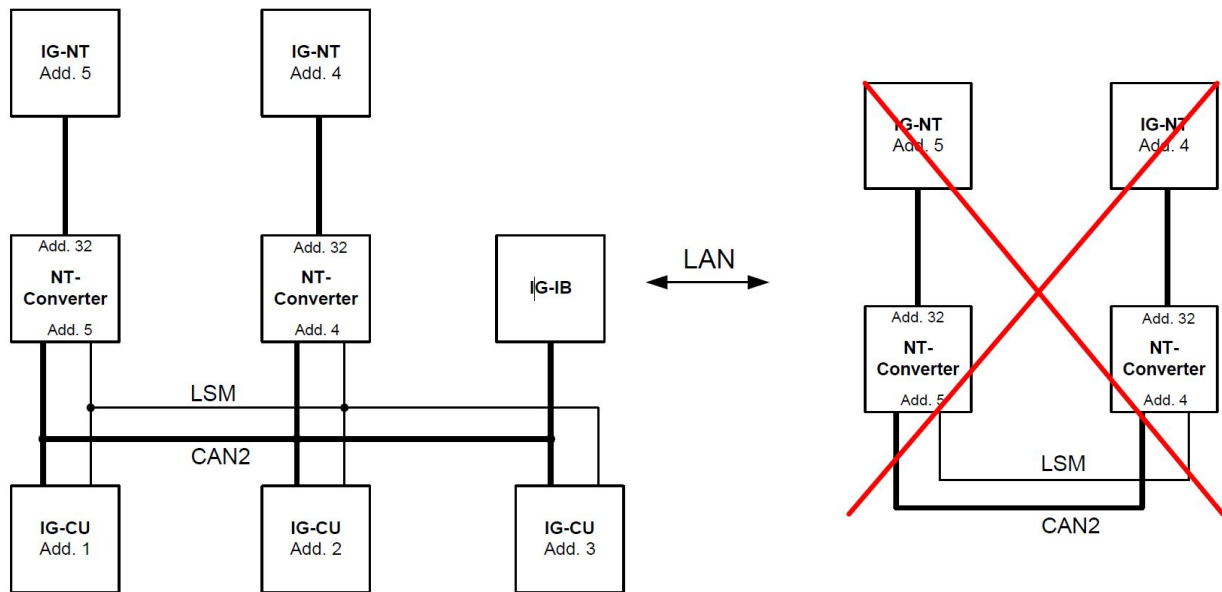 IG-NT
Add. 5
IG-NT
Add. 4
Add. 32
NT-
Converter
Add. 5
Add. 32
NT-
Converter
Add. 4
IG-IB
LSM
CAN2
IG-CU
Add. 1
IG-CU
Add. 2
IG-CU
Add. 3
LAN
IG-NT
Add. 5
IG-NT
Add. 4
Add. 32
NT-
Converter
Add. 5
Add. 32
NT-
Converter
Add. 4
LSM
CAN2